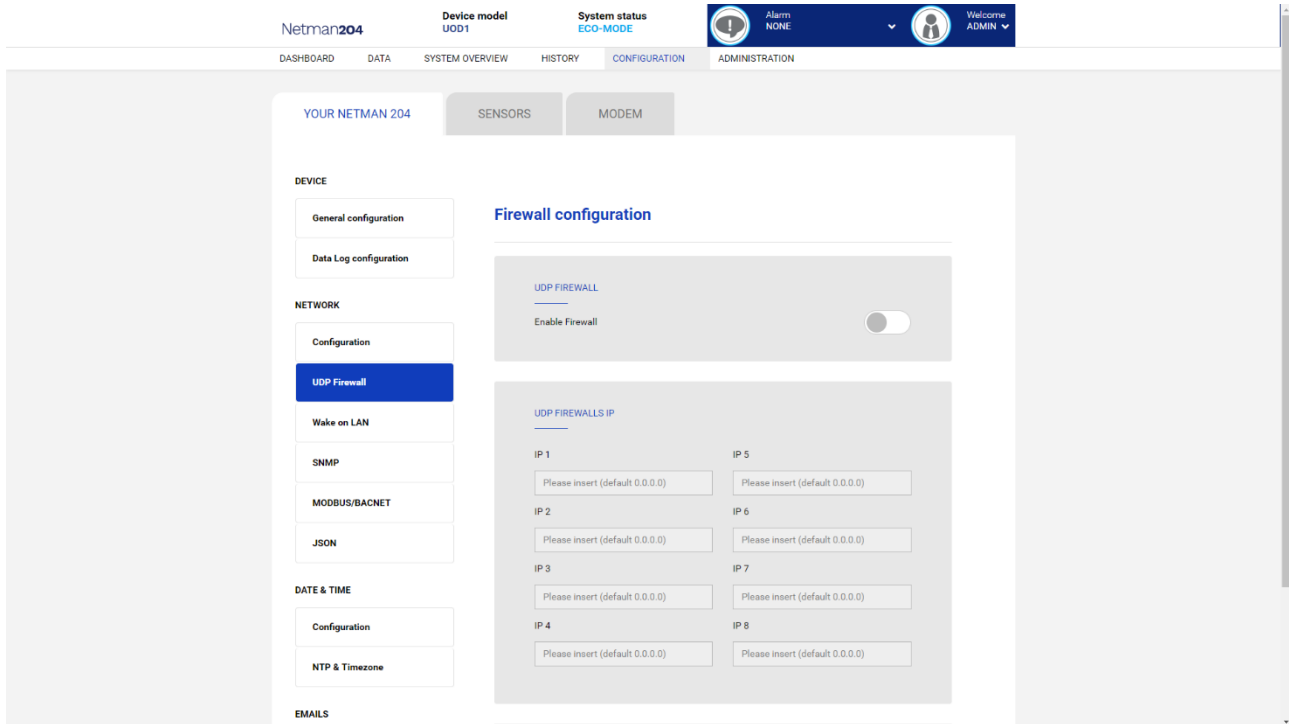 Netman204
Device model
UOD1
System status
ECO-MODE
Alarm
NONE
Welcome
ADMIN
DASHBOARD DATA SYSTEM OVERVIEW HISTORY CONFIGURATION ADMINISTRATION
YOUR NETMAN 204 SENSORS MODEM
DEVICE
General configuration
Data Log configuration
NETWORK
Configuration
UDP Firewall
Wake on LAN
SNMP
MODBUS/BACNET
JSON
DATE & TIME
Configuration
NTP & Timezone
EMAILS
Firewall configuration
UDP FIREWALL
Enable Firewall
UDP FIREWALLS IP
IP 1 IP 5
Please insert (default 0.0.0.0) Please insert (default 0.0.0.0)
IP 2 IP 6
Please insert (default 0.0.0.0) Please insert (default 0.0.0.0)
IP 3 IP 7
Please insert (default 0.0.0.0) Please insert (default 0.0.0.0)
IP 4 IP 8
Please insert (default 0.0.0.0) Please insert (default 0.0.0.0)